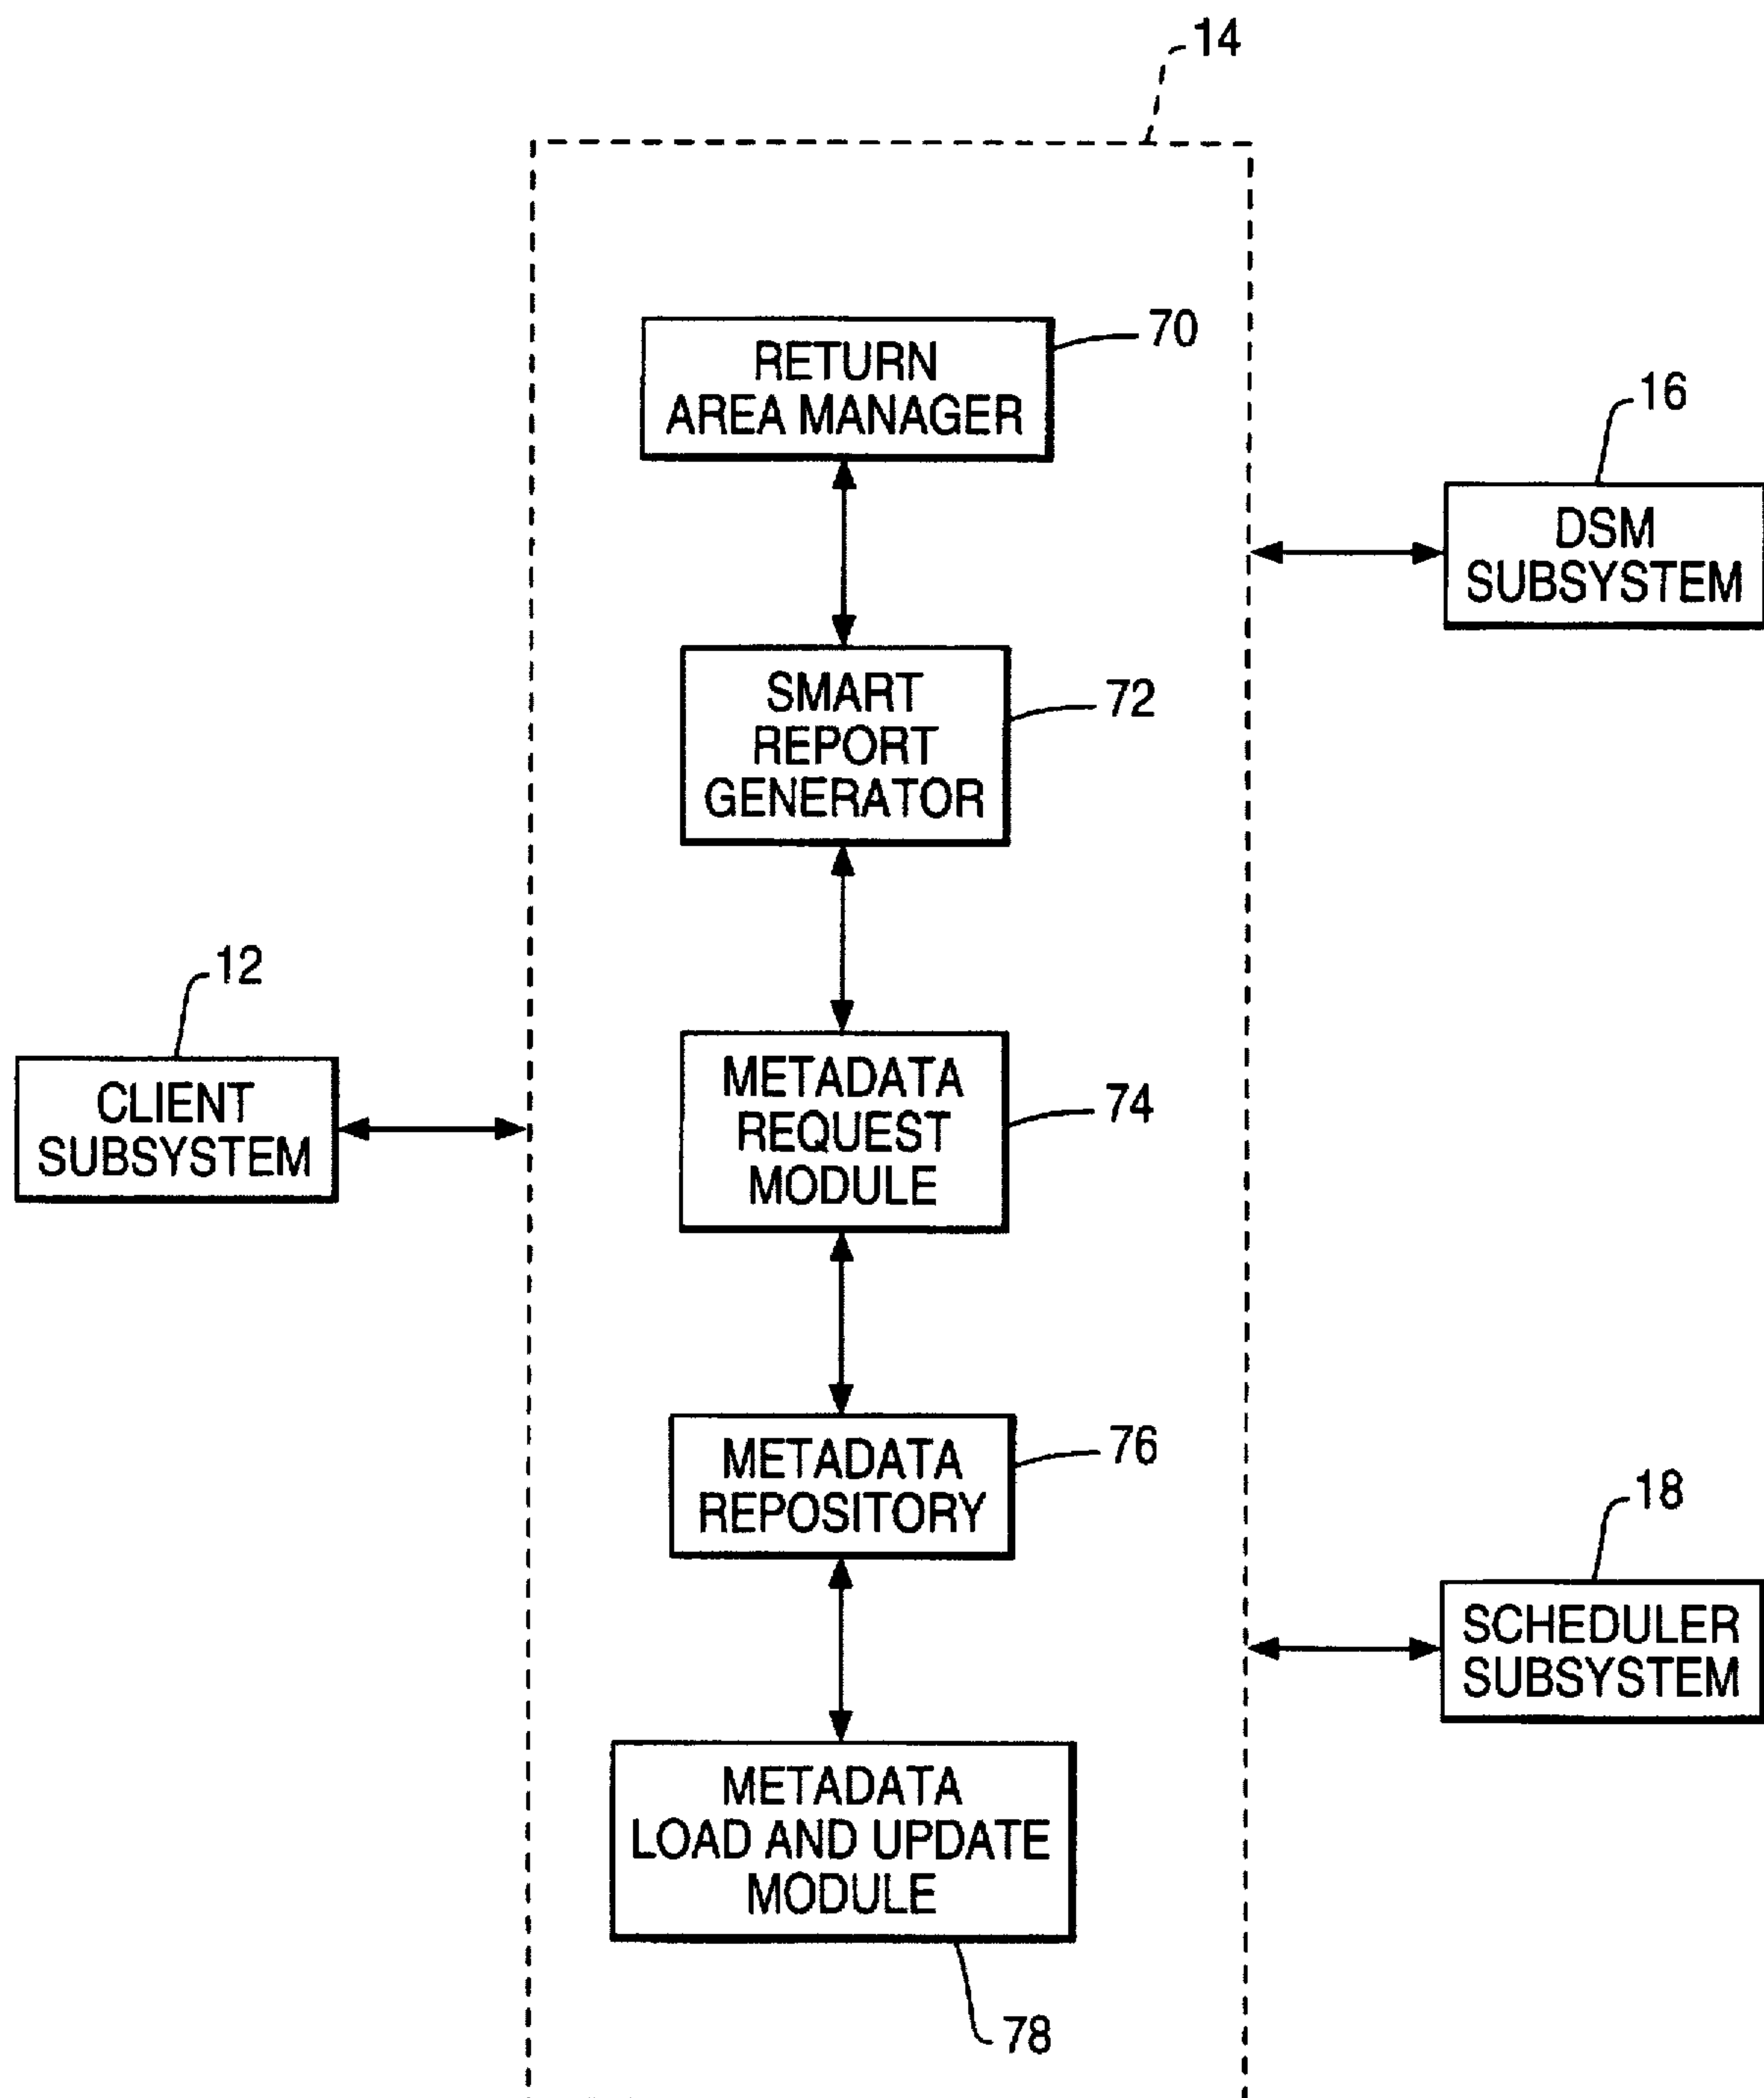 14
RETURN
AREA MANAGER
70
16
DSM
SUBSYSTEM
SMART
REPORT
GENERATOR
72
12
CLIENT
SUBSYSTEM
METADATA
REQUEST
MODULE
74
METADATA
REPOSITORY
76
18
SCHEDULER
SUBSYSTEM
METADATA
LOAD AND UPDATE
MODULE
78